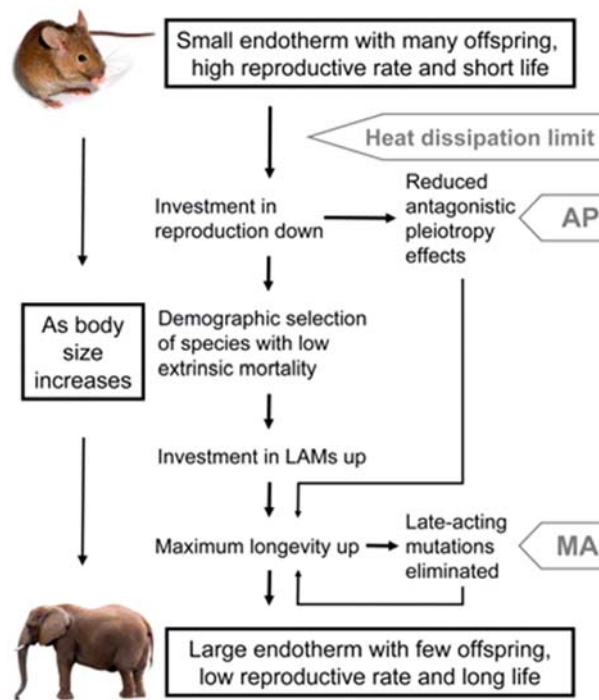 Small endotherm with many offspring,
high reproductive rate and short life
Heat dissipation limit
Investment in
reproduction down
Reduced
antagonistic
pleiotropy
effects
AP
As body
size
increases
Demographic selection
of species with low
extrinsic mortality
Investment in LAMs up
Maximum longevity up
Late-acting
mutations
eliminated
MA
Large endotherm with few offspring,
low reproductive rate and long life